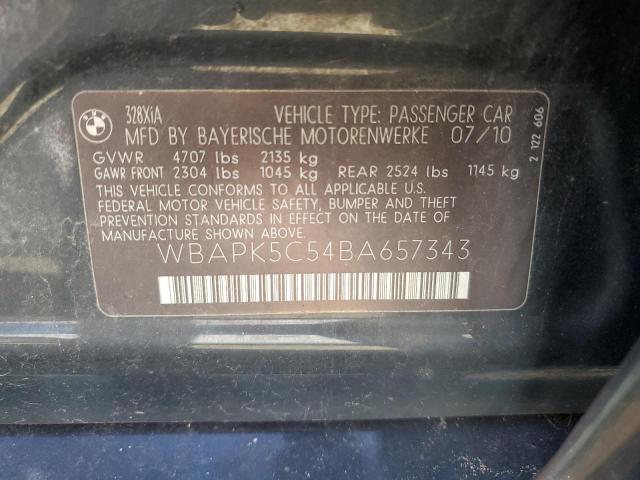 BMW
328XiA VEHICLE TYPE: PASSENGER CAR
MFD BY BAYERISCHE MOTORENWERKE 07/10
GVWR 4707 lbs 2135 kg
GAWR FRONT 2304 lbs 1045 kg REAR 2524 lbs 1145 kg
THIS VEHICLE CONFORMS TO ALL APPLICABLE U.S.
FEDERAL MOTOR VEHICLE SAFETY, BUMPER AND THEFT
PREVENTION STANDARDS IN EFFECT ON THE DATE OF
MANUFACTURE SHOWN ABOVE.
WBAPK5C54BA657343
2 122 606